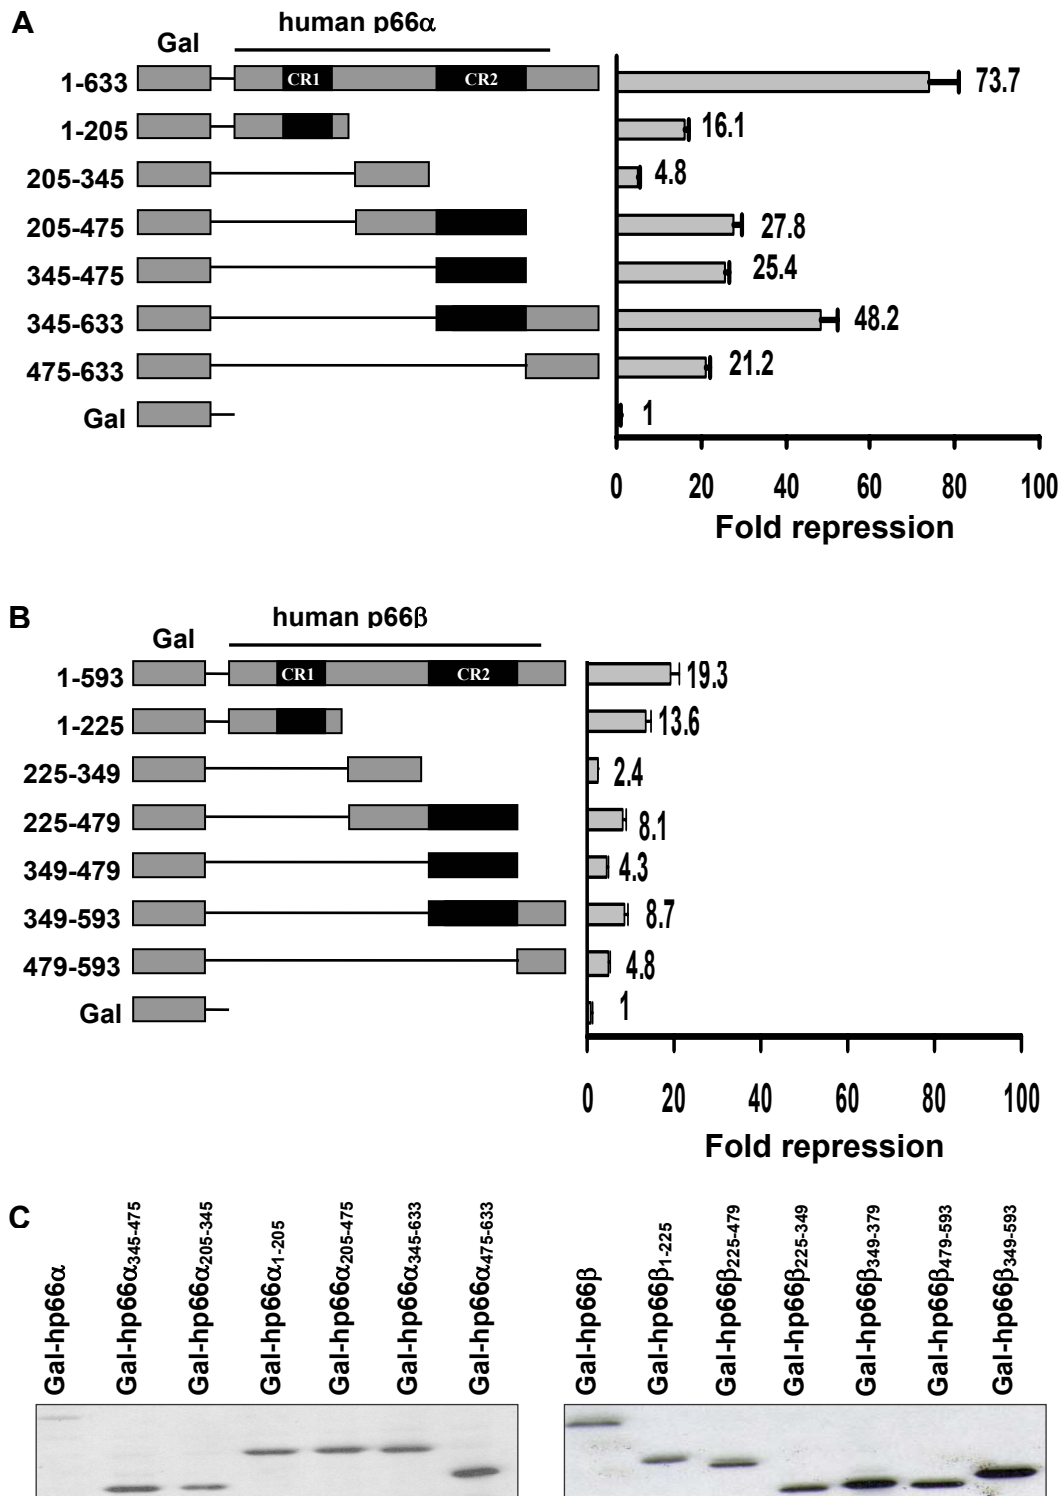 A
human p66α
Gal
1-633
CR1
CR2
73.7
1-205
16.1
205-345
4.8
205-475
27.8
345-475
25.4
345-633
48.2
475-633
21.2
Gal
1
0 20 40 60 80 100
Fold repression
B
human p66β
Gal
1-593
CR1
CR2
19.3
1-225
13.6
225-349
2.4
225-479
8.1
349-479
4.3
349-593
8.7
479-593
4.8
Gal
1
0 20 40 60 80 100
Fold repression
C
Gal-hp66α
Gal-hp66α345-475
Gal-hp66α205-345
Gal-hp66α1-205
Gal-hp66α205-475
Gal-hp66α345-633
Gal-hp66α475-633
Gal-hp66β
Gal-hp66β1-225
Gal-hp66β225-479
Gal-hp66β225-349
Gal-hp66β349-379
Gal-hp66β479-593
Gal-hp66β349-593